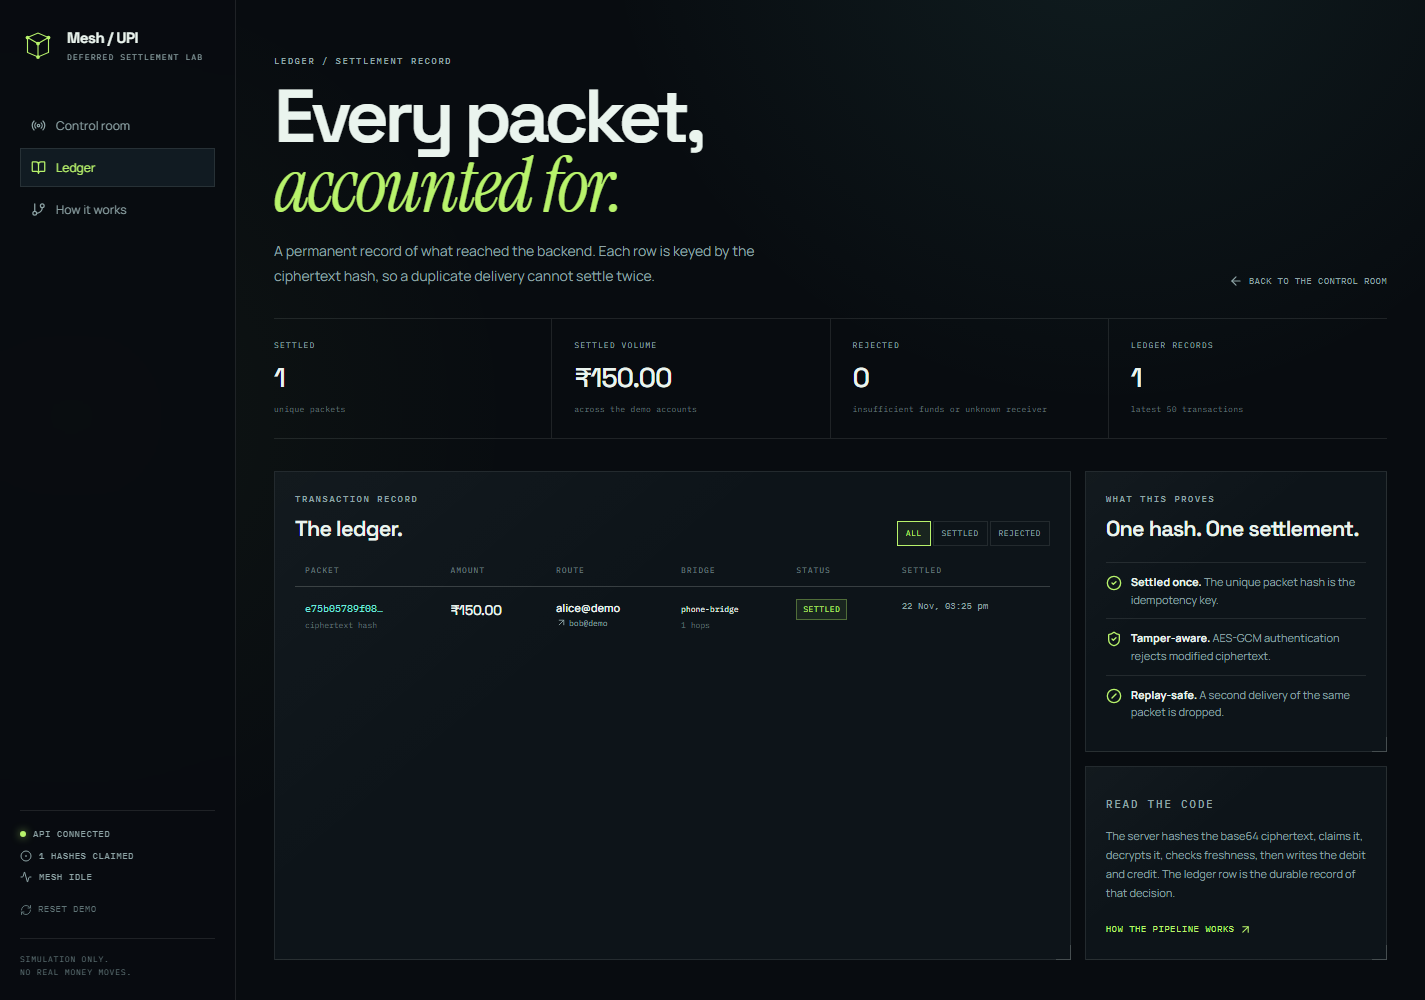 Mesh / UPI
DEFERRED SETTLEMENT LAB
Control room
Ledger
How it works
API CONNECTED
1 HASHES CLAIMED
MESH IDLE
RESET DEMO
SIMULATION ONLY.
NO REAL MONEY MOVES.
LEDGER / SETTLEMENT RECORD
Every packet,
accounted for.
A permanent record of what reached the backend. Each row is keyed by the
ciphertext hash, so a duplicate delivery cannot settle twice.
BACK TO THE CONTROL ROOM
SETTLED
1
unique packets
SETTLED VOLUME
₹150.00
across the demo accounts
REJECTED
0
insufficient funds or unknown receiver
LEDGER RECORDS
1
latest 50 transactions
TRANSACTION RECORD
The ledger.
ALL SETTLED REJECTED
PACKET AMOUNT ROUTE BRIDGE STATUS SETTLED
e75b05789f08… ₹150.00 alice@demo phone-bridge SETTLED 22 Nov, 03:25 pm
ciphertext hash bob@demo 1 hops
WHAT THIS PROVES
One hash. One settlement.
Settled once. The unique packet hash is the
idempotency key.
Tamper-aware. AES-GCM authentication
rejects modified ciphertext.
Replay-safe. A second delivery of the same
packet is dropped.
READ THE CODE
The server hashes the base64 ciphertext, claims it,
decrypts it, checks freshness, then writes the debit
and credit. The ledger row is the durable record of
that decision.
HOW THE PIPELINE WORKS